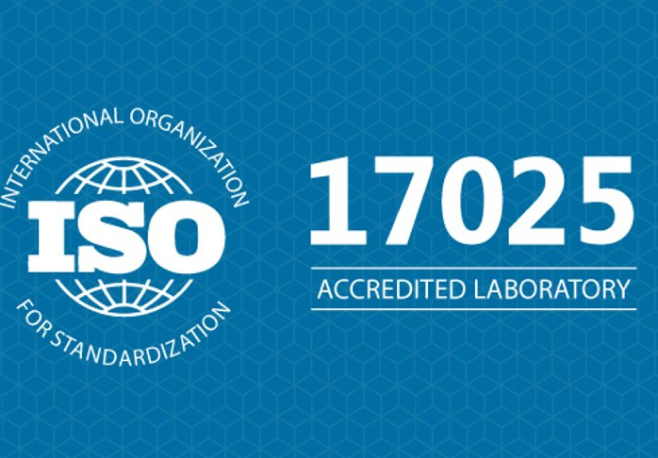 INTERNATIONAL ORGANIZATION
ISO
FOR STANDARDIZATION
17025
ACCREDITED LABORATORY